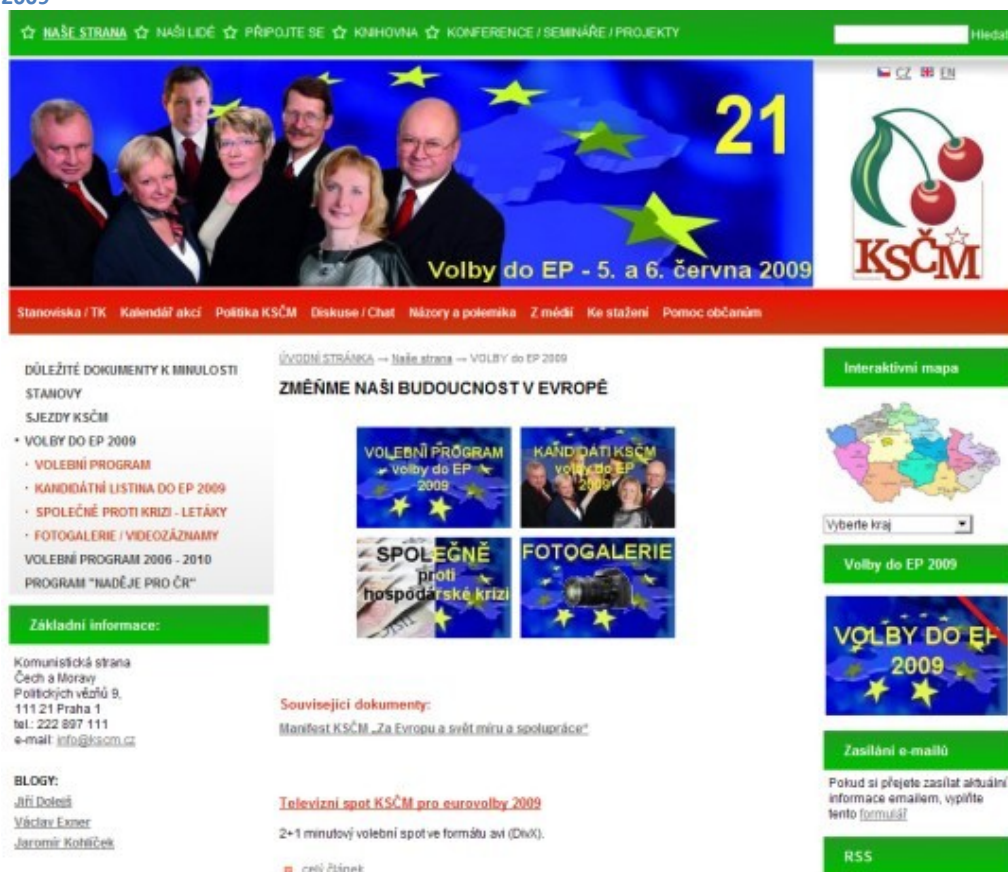 2009
NAŠE STRANA NAŠI LIDÉ PŘIPOJTE SE KNIHOVNA KONFERENCE / SEMINÁŘE / PROJEKTY
Hledat
CZ EN
21
Volby do EP - 5. a 6. června 2009
KSČM
Stanoviska / TK Kalendář akcí Politika KSČM Diskuse / Chat Názory a polemika Z médií Ke stažení Pomoc občanům
DŮLEŽITÉ DOKUMENTY K MINULOSTI
STANOVY
SJEZDY KSČM
VOLBY DO EP 2009
VOLEBNÍ PROGRAM
KANDIDÁTNÍ LISTINA DO EP 2009
SPOLEČNĚ PROTI KRIZI - LETÁKY
FOTOGALERIE / VIDEOZÁZNAMY
VOLEBNÍ PROGRAM 2006 - 2010
PROGRAM "NADĚJE PRO ČR"
Základní informace:
Komunistická strana
Čech a Moravy
Politických vězňů 9,
111 21 Praha 1
tel.: 222 897 111
e-mail: info@kscm.cz
BLOGY:
Jiří Dolejš
Václav Exner
Jaromír Kohlíček
ÚVODNÍ STRÁNKA → Naše strana → VOLBY do EP 2009
ZMĚŇME NAŠI BUDOUCNOST V EVROPĚ
VOLEBNÍ PROGRAM
volby do EP
2009
KANDIDÁTI KSČM
volby do EP
2009
SPOLEČNĚ
proti
hospodářské krizi
FOTOGALERIE
Související dokumenty:
Manifest KSČM „Za Evropu a svět míru a spolupráce"
Televizní spot KSČM pro eurovolby 2009
2+1 minutový volební spot ve formátu avi (DivX).
celý článek
Interaktivní mapa
Vyberte kraj
Volby do EP 2009
VOLBY DO EP
2009
Zasílání e-mailů
Pokud si přejete zasílat aktuální
informace emailem, vyplňte
tento formulář
RSS